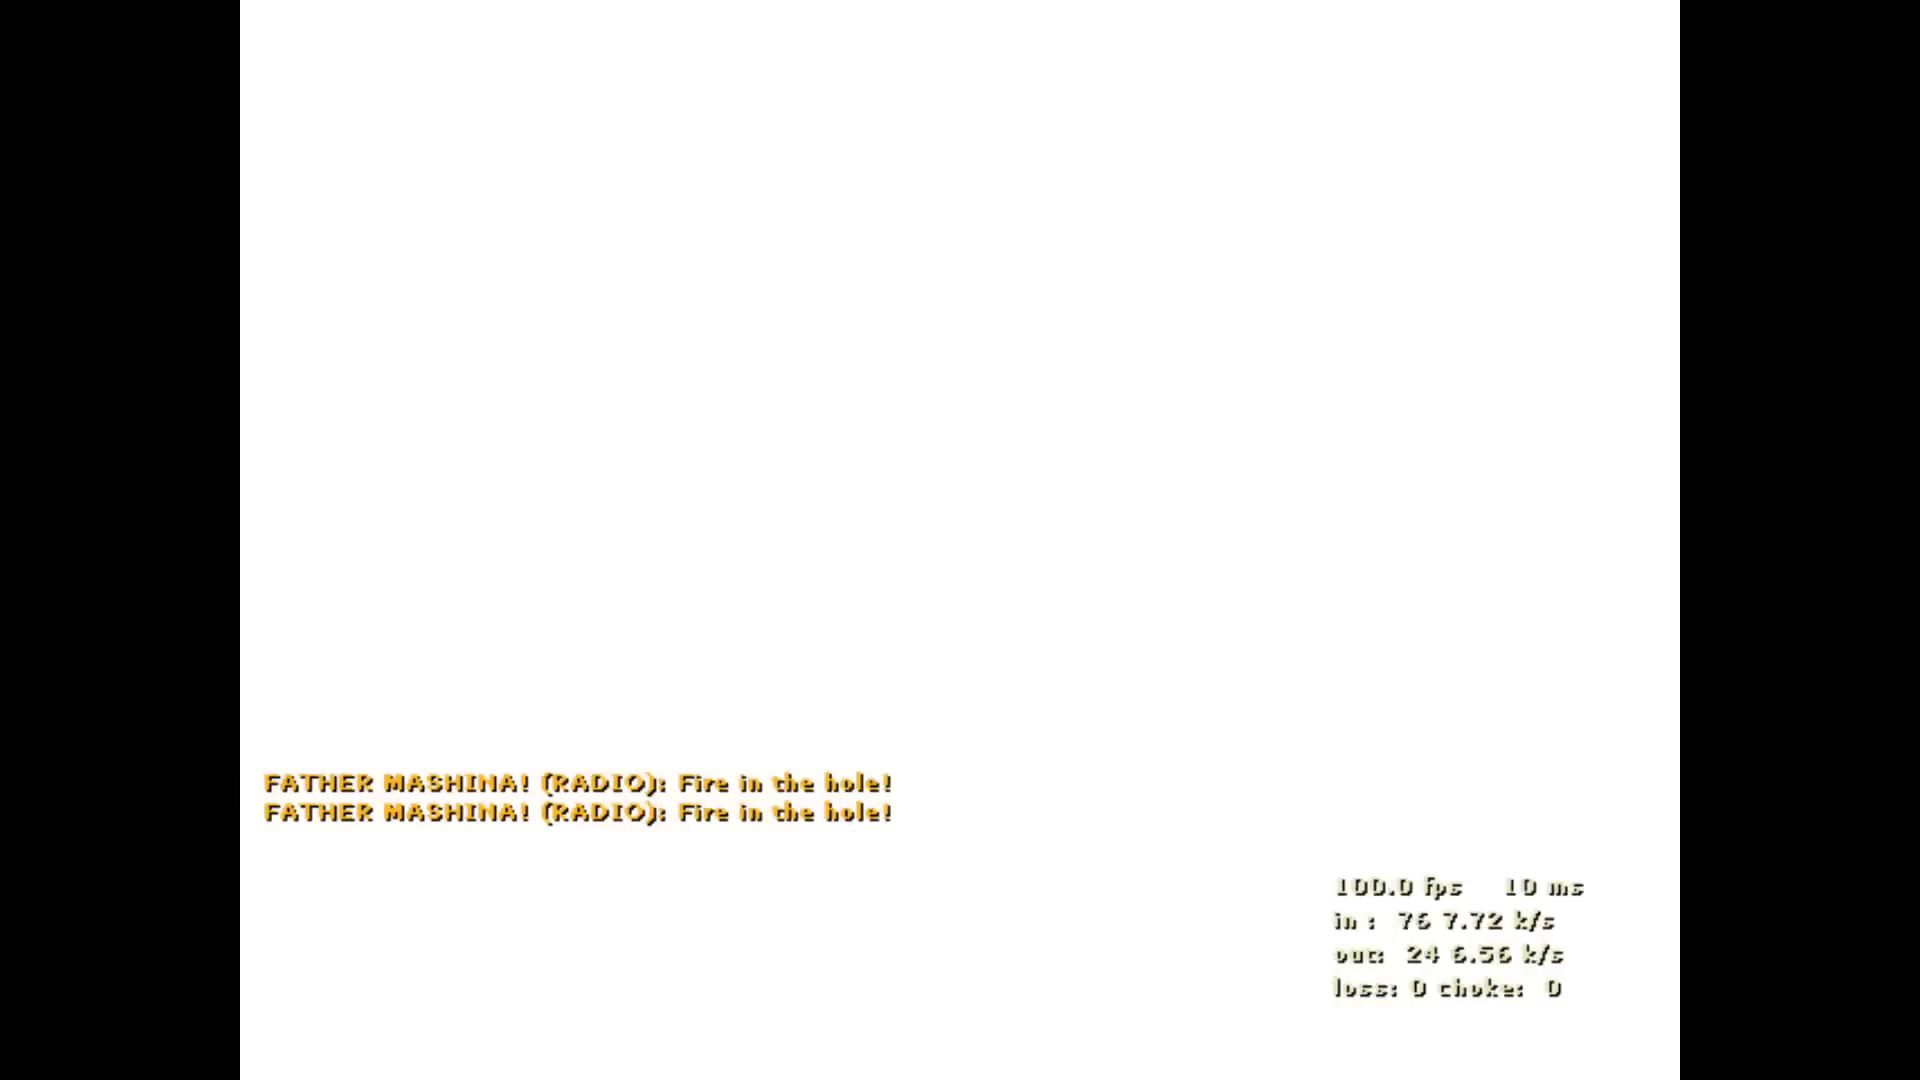 FATHER MASHINA! (RADIO): Fire in the hole!
FATHER MASHINA! (RADIO): Fire in the hole!
100.0 fps 10 ms
in : 76 7.72 k/s
out: 24 6.56 k/s
loss: 0 choke: 0